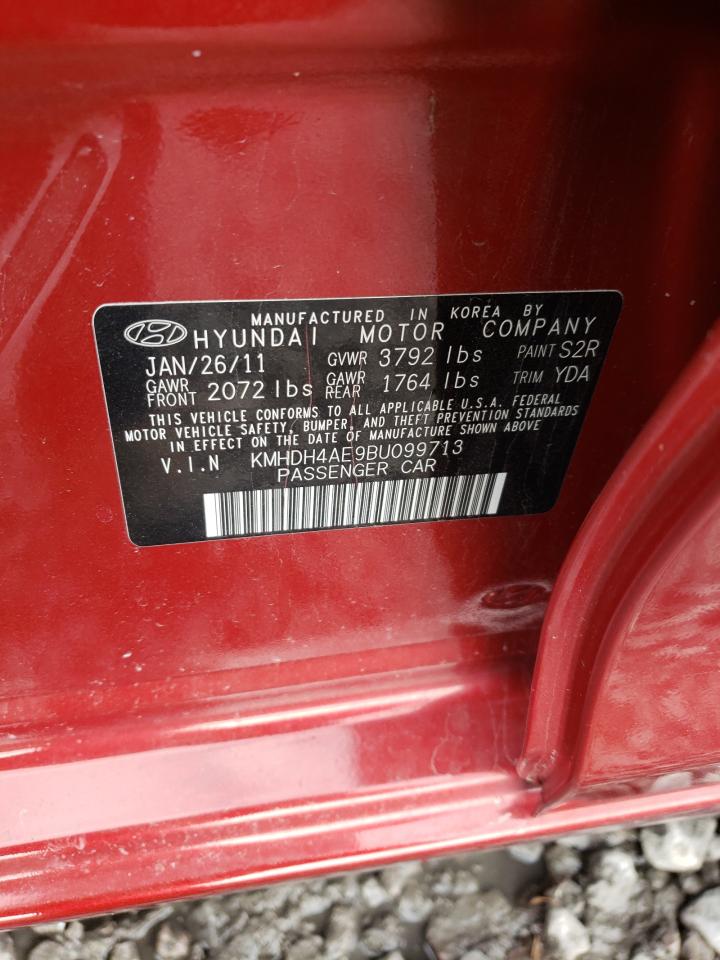 MANUFACTURED IN KOREA BY
HYUNDAI MOTOR COMPANY
JAN/26/11 GVWR 3792 lbs PAINT S2R
GAWR FRONT 2072 lbs GAWR REAR 1764 lbs TRIM YDA
THIS VEHICLE CONFORMS TO ALL APPLICABLE U.S.A. FEDERAL
MOTOR VEHICLE SAFETY, BUMPER, AND THEFT PREVENTION STANDARDS
IN EFFECT ON THE DATE OF MANUFACTURE SHOWN ABOVE
V.I.N KMHDH4AE9BU099713
PASSENGER CAR